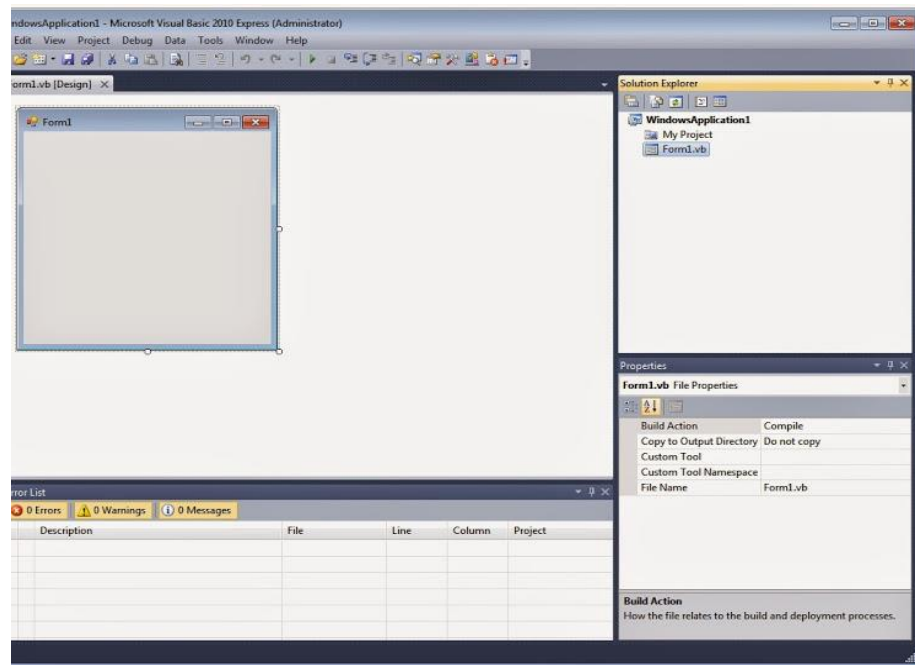 ndowsApplication1 - Microsoft Visual Basic 2010 Express (Administrator)
Edit View Project Debug Data Tools Window Help
orm1.vb [Design]
Form1
Solution Explorer
WindowsApplication1
My Project
Form1.vb
Properties
Form1.vb File Properties
Build Action Compile
Copy to Output Directory Do not copy
Custom Tool
Custom Tool Namespace
File Name Form1.vb
Build Action
How the file relates to the build and deployment processes.
rror List
0 Errors 0 Warnings 0 Messages
Description File Line Column Project